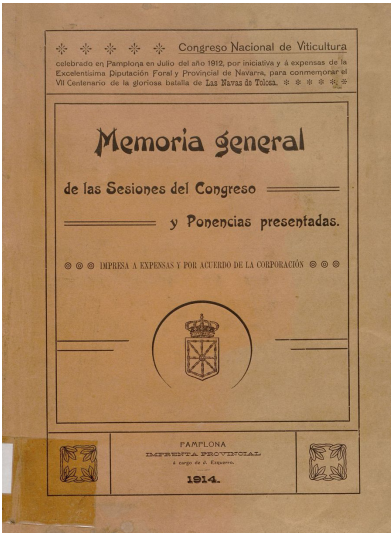 Congreso Nacional de Viticultura
celebrado en Pamplona en Julio del año 1912, por iniciativa y á expensas de la
Excelentísima Diputación Foral y Provincial de Navarra, para conmemorar el
VII Centenario de la gloriosa batalla de Las Navas de Tolosa.
Memoria general
de las Sesiones del Congreso
y Ponencias presentadas.
IMPRESA A EXPENSAS Y POR ACUERDO DE LA CORPORACIÓN
PAMPLONA
IMPRENTA PROVINCIAL
á cargo de J. Ezquerro.
1914.